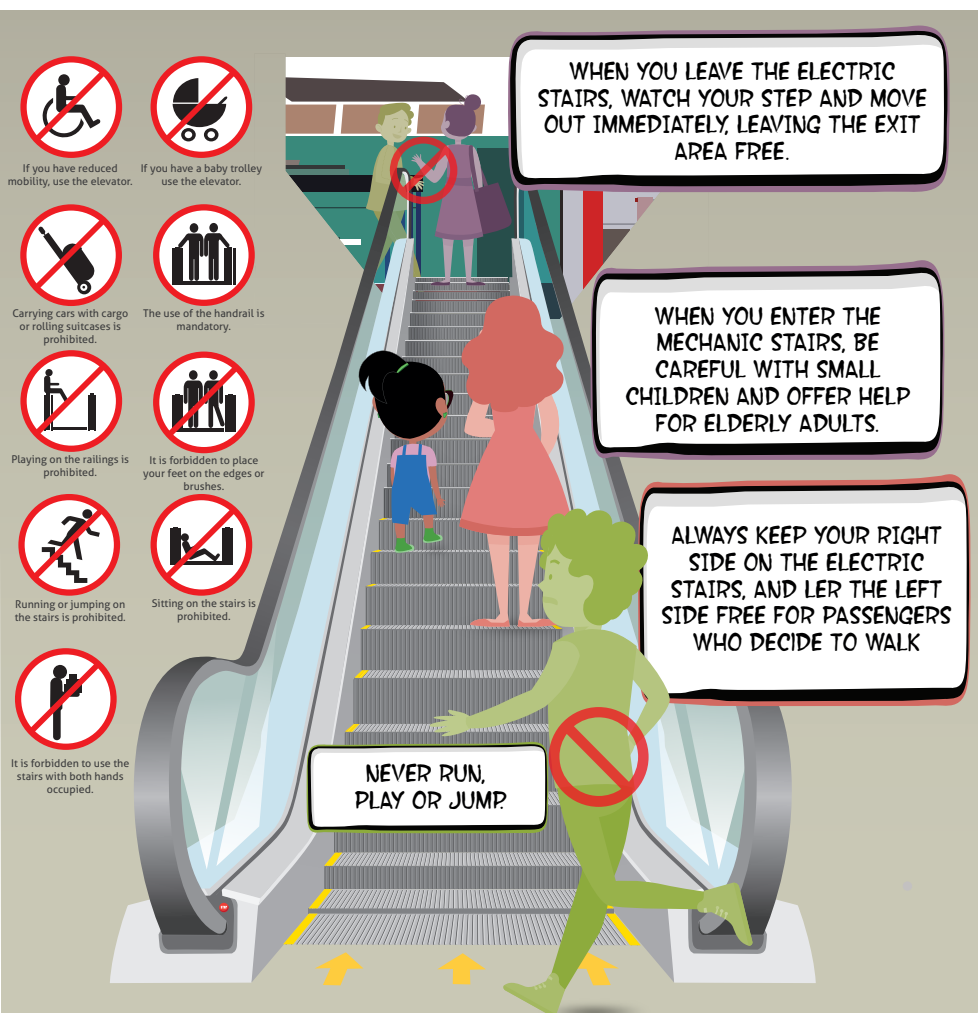 If you have reduced
mobility, use the elevator.
If you have a baby trolley
use the elevator.
Carrying cars with cargo
or rolling suitcases is
prohibited.
The use of the handrail is
mandatory.
Playing on the railings is
prohibited.
It is forbidden to place
your feet on the edges or
brushes.
Running or jumping on
the stairs is prohibited.
Sitting on the stairs is
prohibited.
It is forbidden to use the
stairs with both hands
occupied.
WHEN YOU LEAVE THE ELECTRIC
STAIRS, WATCH YOUR STEP AND MOVE
OUT IMMEDIATELY, LEAVING THE EXIT
AREA FREE.
WHEN YOU ENTER THE
MECHANIC STAIRS, BE
CAREFUL WITH SMALL
CHILDREN AND OFFER HELP
FOR ELDERLY ADULTS.
ALWAYS KEEP YOUR RIGHT
SIDE ON THE ELECTRIC
STAIRS, AND LER THE LEFT
SIDE FREE FOR PASSENGERS
WHO DECIDE TO WALK
NEVER RUN,
PLAY OR JUMP.